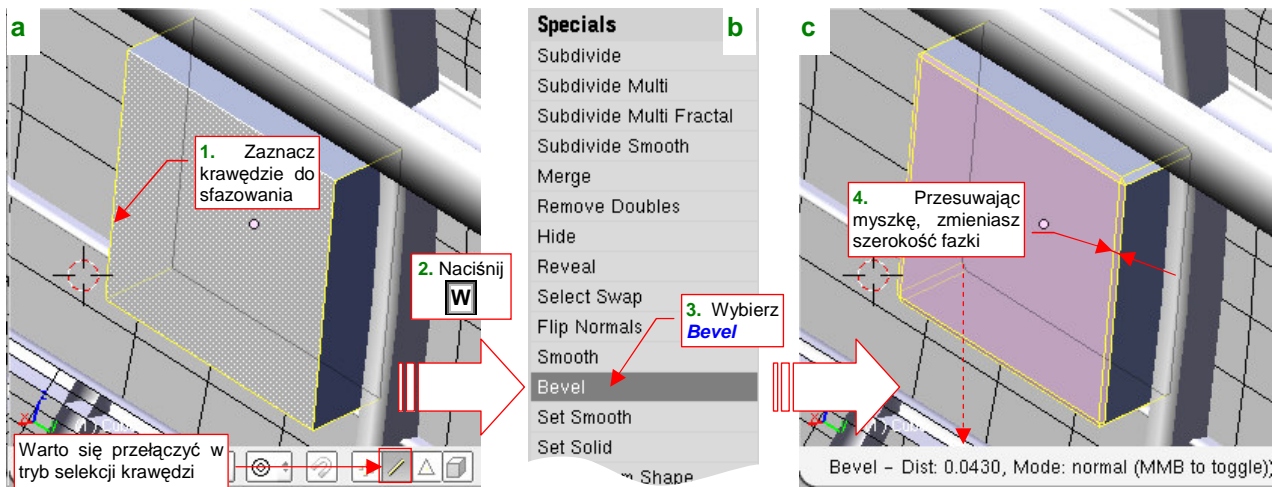 a
1. Zaznacz
krawędzie do
sfazowania
2. Naciśnij
W
Warto się przełączyć w
tryb selekcji krawędzi
b
Specials
Subdivide
Subdivide Multi
Subdivide Multi Fractal
Subdivide Smooth
Merge
Remove Doubles
Hide
Reveal
Select Swap
Flip Normals
Smooth
Bevel
Set Smooth
Set Solid
Shape
3. Wybierz
Bevel
c
4. Przesuwając
myszkę, zmieniasz
szerokość fazki
Bevel - Dist: 0.0430, Mode: normal (MMB to toggle))